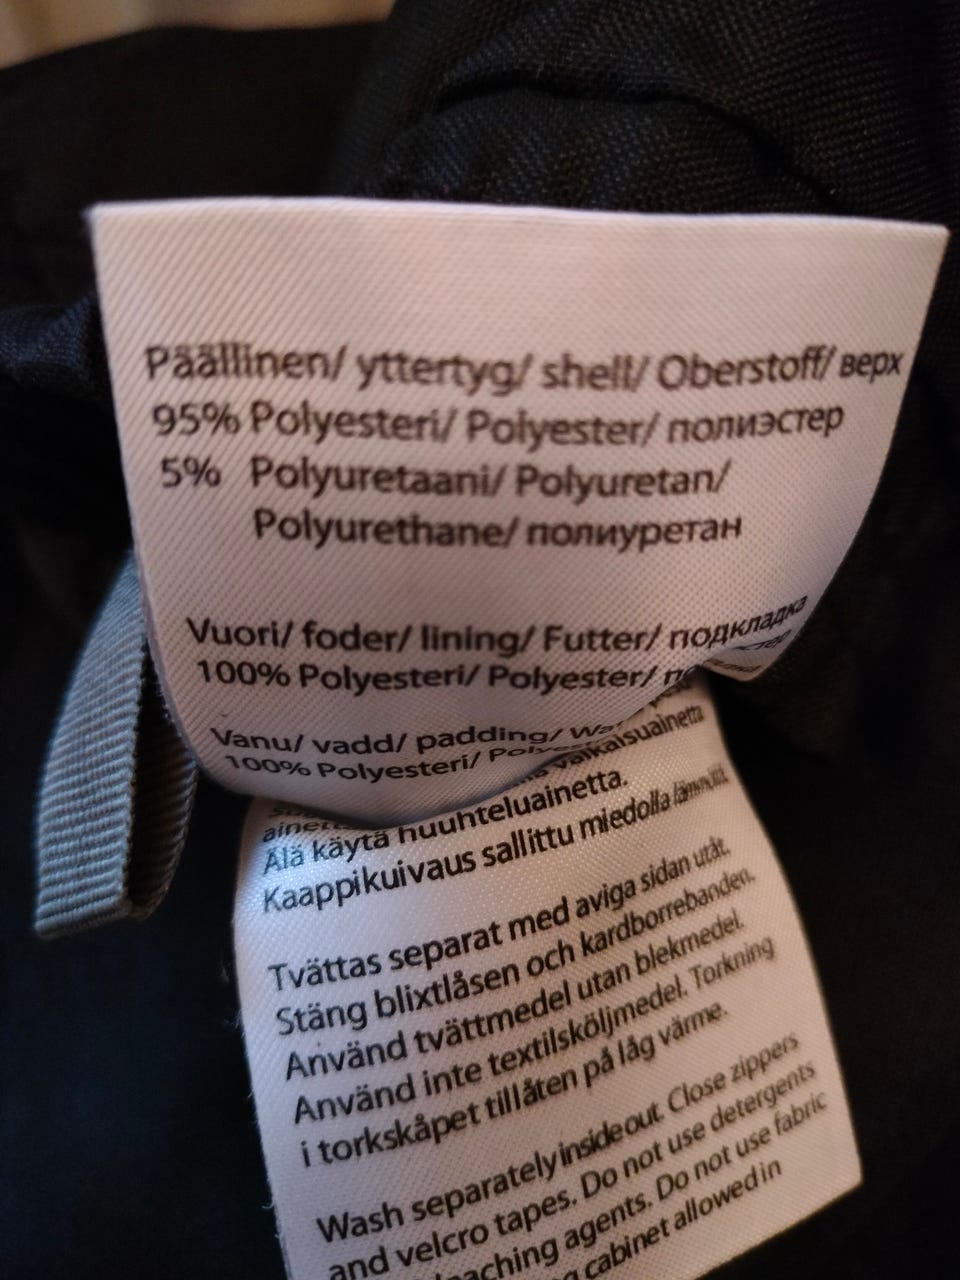 Päällinen/ yttertyg/ shell/ Oberstoff/ верх
95% Polyesteri/ Polyester/ полиэстер
5% Polyuretaani/ Polyuretan/
Polyurethane/ полиуретан
Vuori/ foder/ lining/ Futter/ подкладка
100% Polyesteri/ Polyester/
Vanu/ vadd/ padding/
100% Polyesteri/
Älä käytä huuhteluainetta.
Kaappikuivaus sallittu miedolla lämmöllä.
Tvättas separat med aviga sidan utåt.
Stäng blixtlåsen och kardborrebanden.
Använd tvättmedel utan blekmedel.
Använd inte textilsköljmedel. Torkning
i torkskåpet tillåten på låg värme.
Wash separately inside out. Close zippers
and velcro tapes. Do not use detergents
agents. Do not use fabric
cabinet allowed in